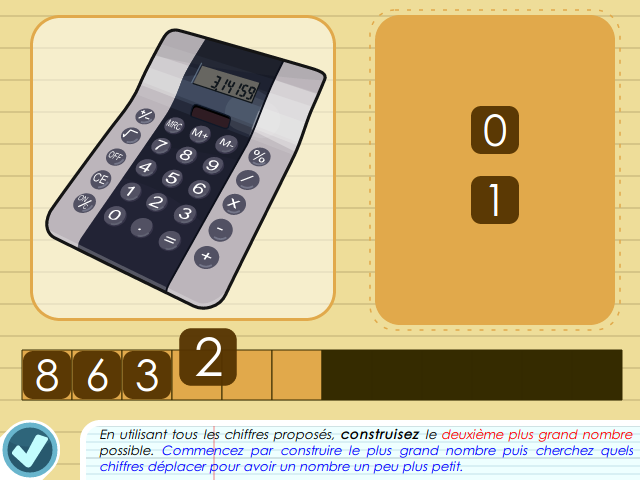 3.14159
+/- MRC M+ M-
√ 7 8 9 %
OFF 4 5 6 /
CE 1 2 3 x
ON/C 0 . = -
+
0
1
8 6 3 2
En utilisant tous les chiffres proposés, construisez le deuxième plus grand nombre
possible. Commencez par construire le plus grand nombre puis cherchez quels
chiffres déplacer pour avoir un nombre un peu plus petit.